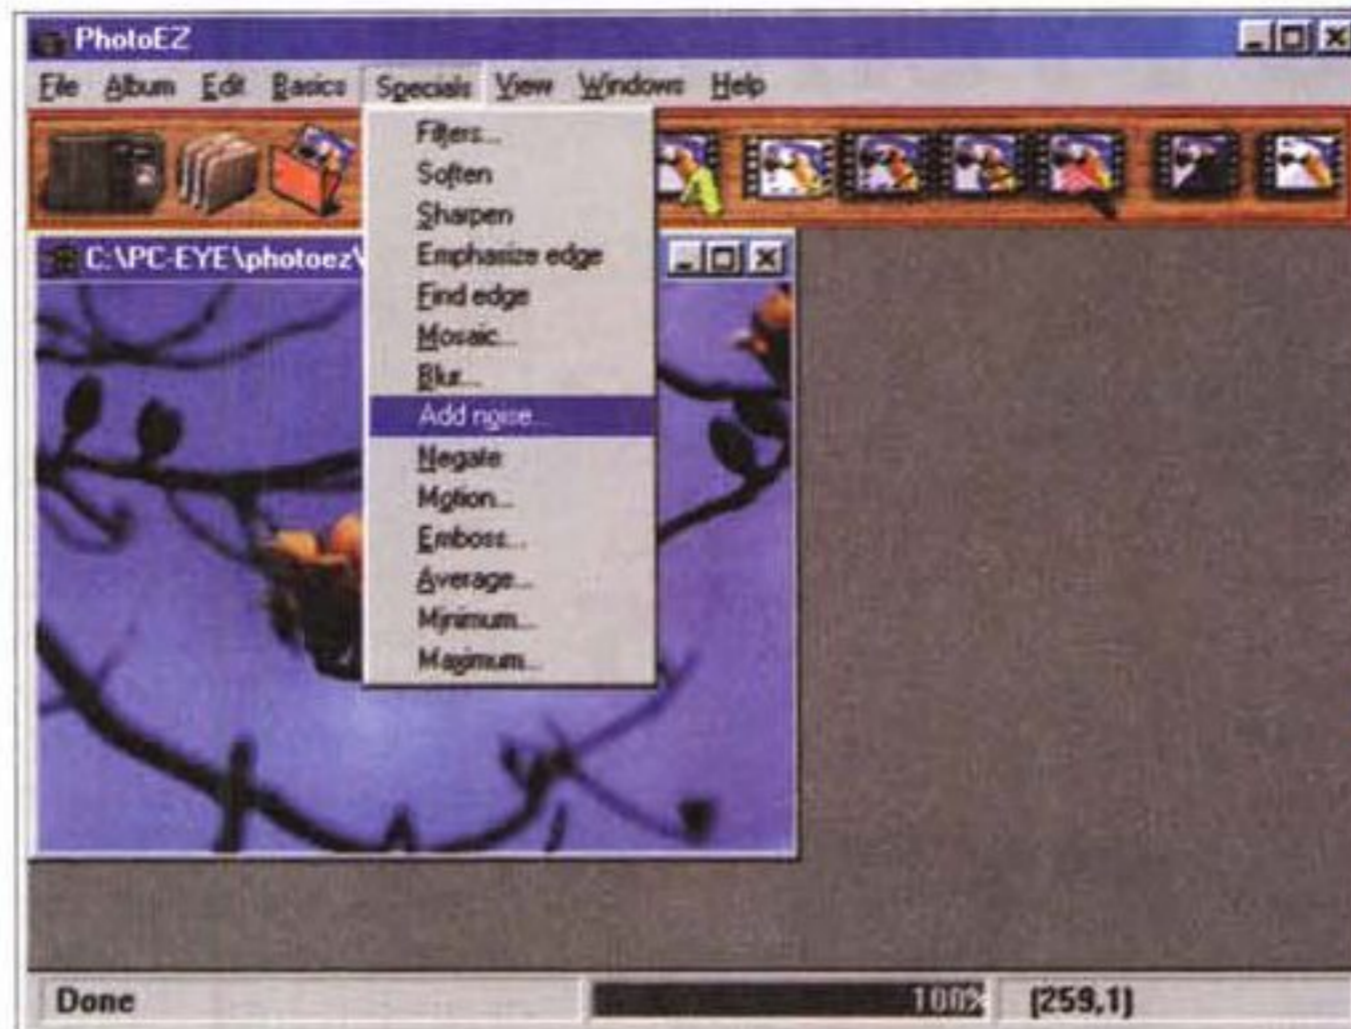 PhotoEZ
File Album Edit Basics Specials View Windows Help
Filters...
Soften
Sharpen
Emphasize edge
Find edge
Mosaic...
Blur...
Add noise...
Negate
Motion...
Emboss...
Average...
Minimum...
Maximum...
C:\PC-EYE\photoez\
Done
100%
(259,1)